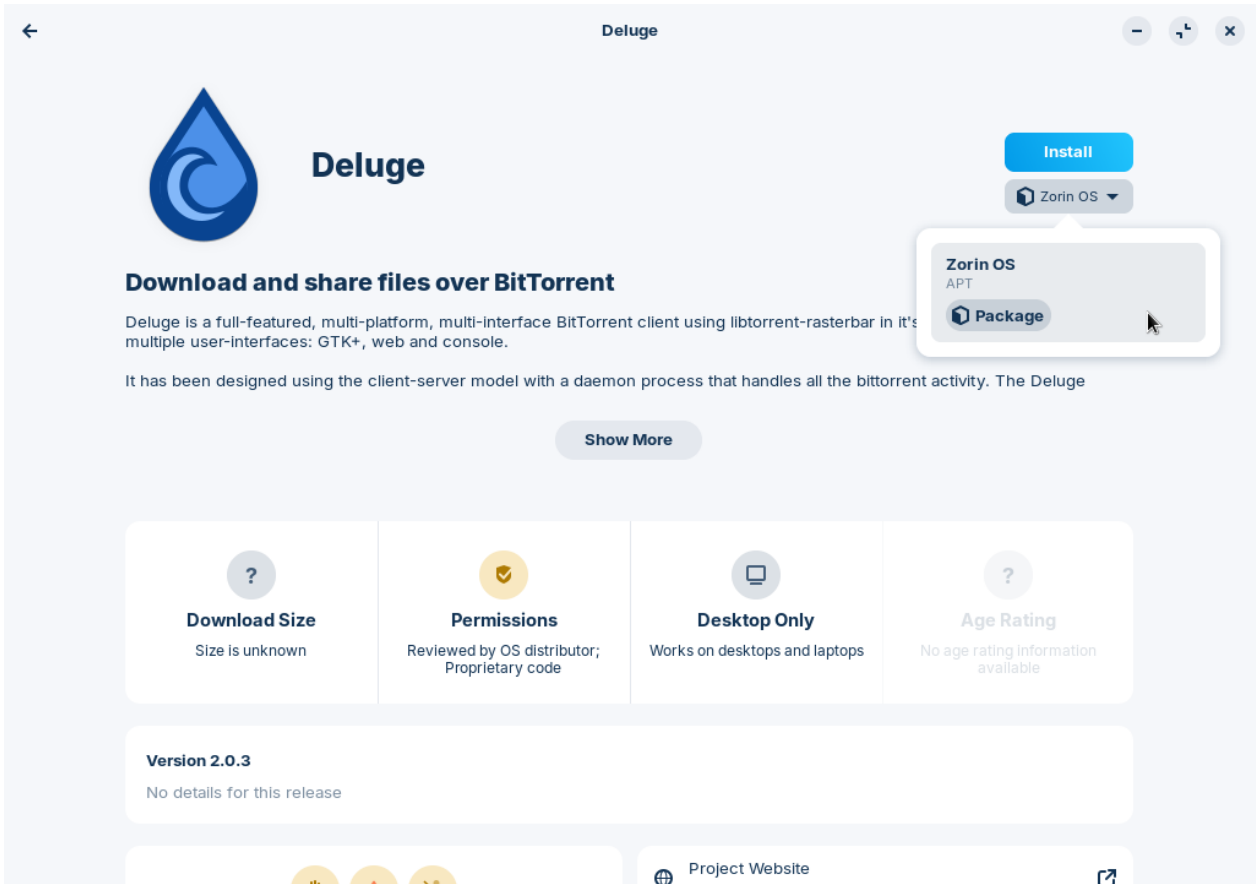 Deluge
Deluge
Install
Zorin OS
Zorin OS
APT
Package
Download and share files over BitTorrent
Deluge is a full-featured, multi-platform, multi-interface BitTorrent client using libtorrent-rasterbar in it's
multiple user-interfaces: GTK+, web and console.
It has been designed using the client-server model with a daemon process that handles all the bittorrent activity. The Deluge
Show More
?
Download Size
Size is unknown
Permissions
Reviewed by OS distributor;
Proprietary code
Desktop Only
Works on desktops and laptops
?
Age Rating
No age rating information
available
Version 2.0.3
No details for this release
Project Website